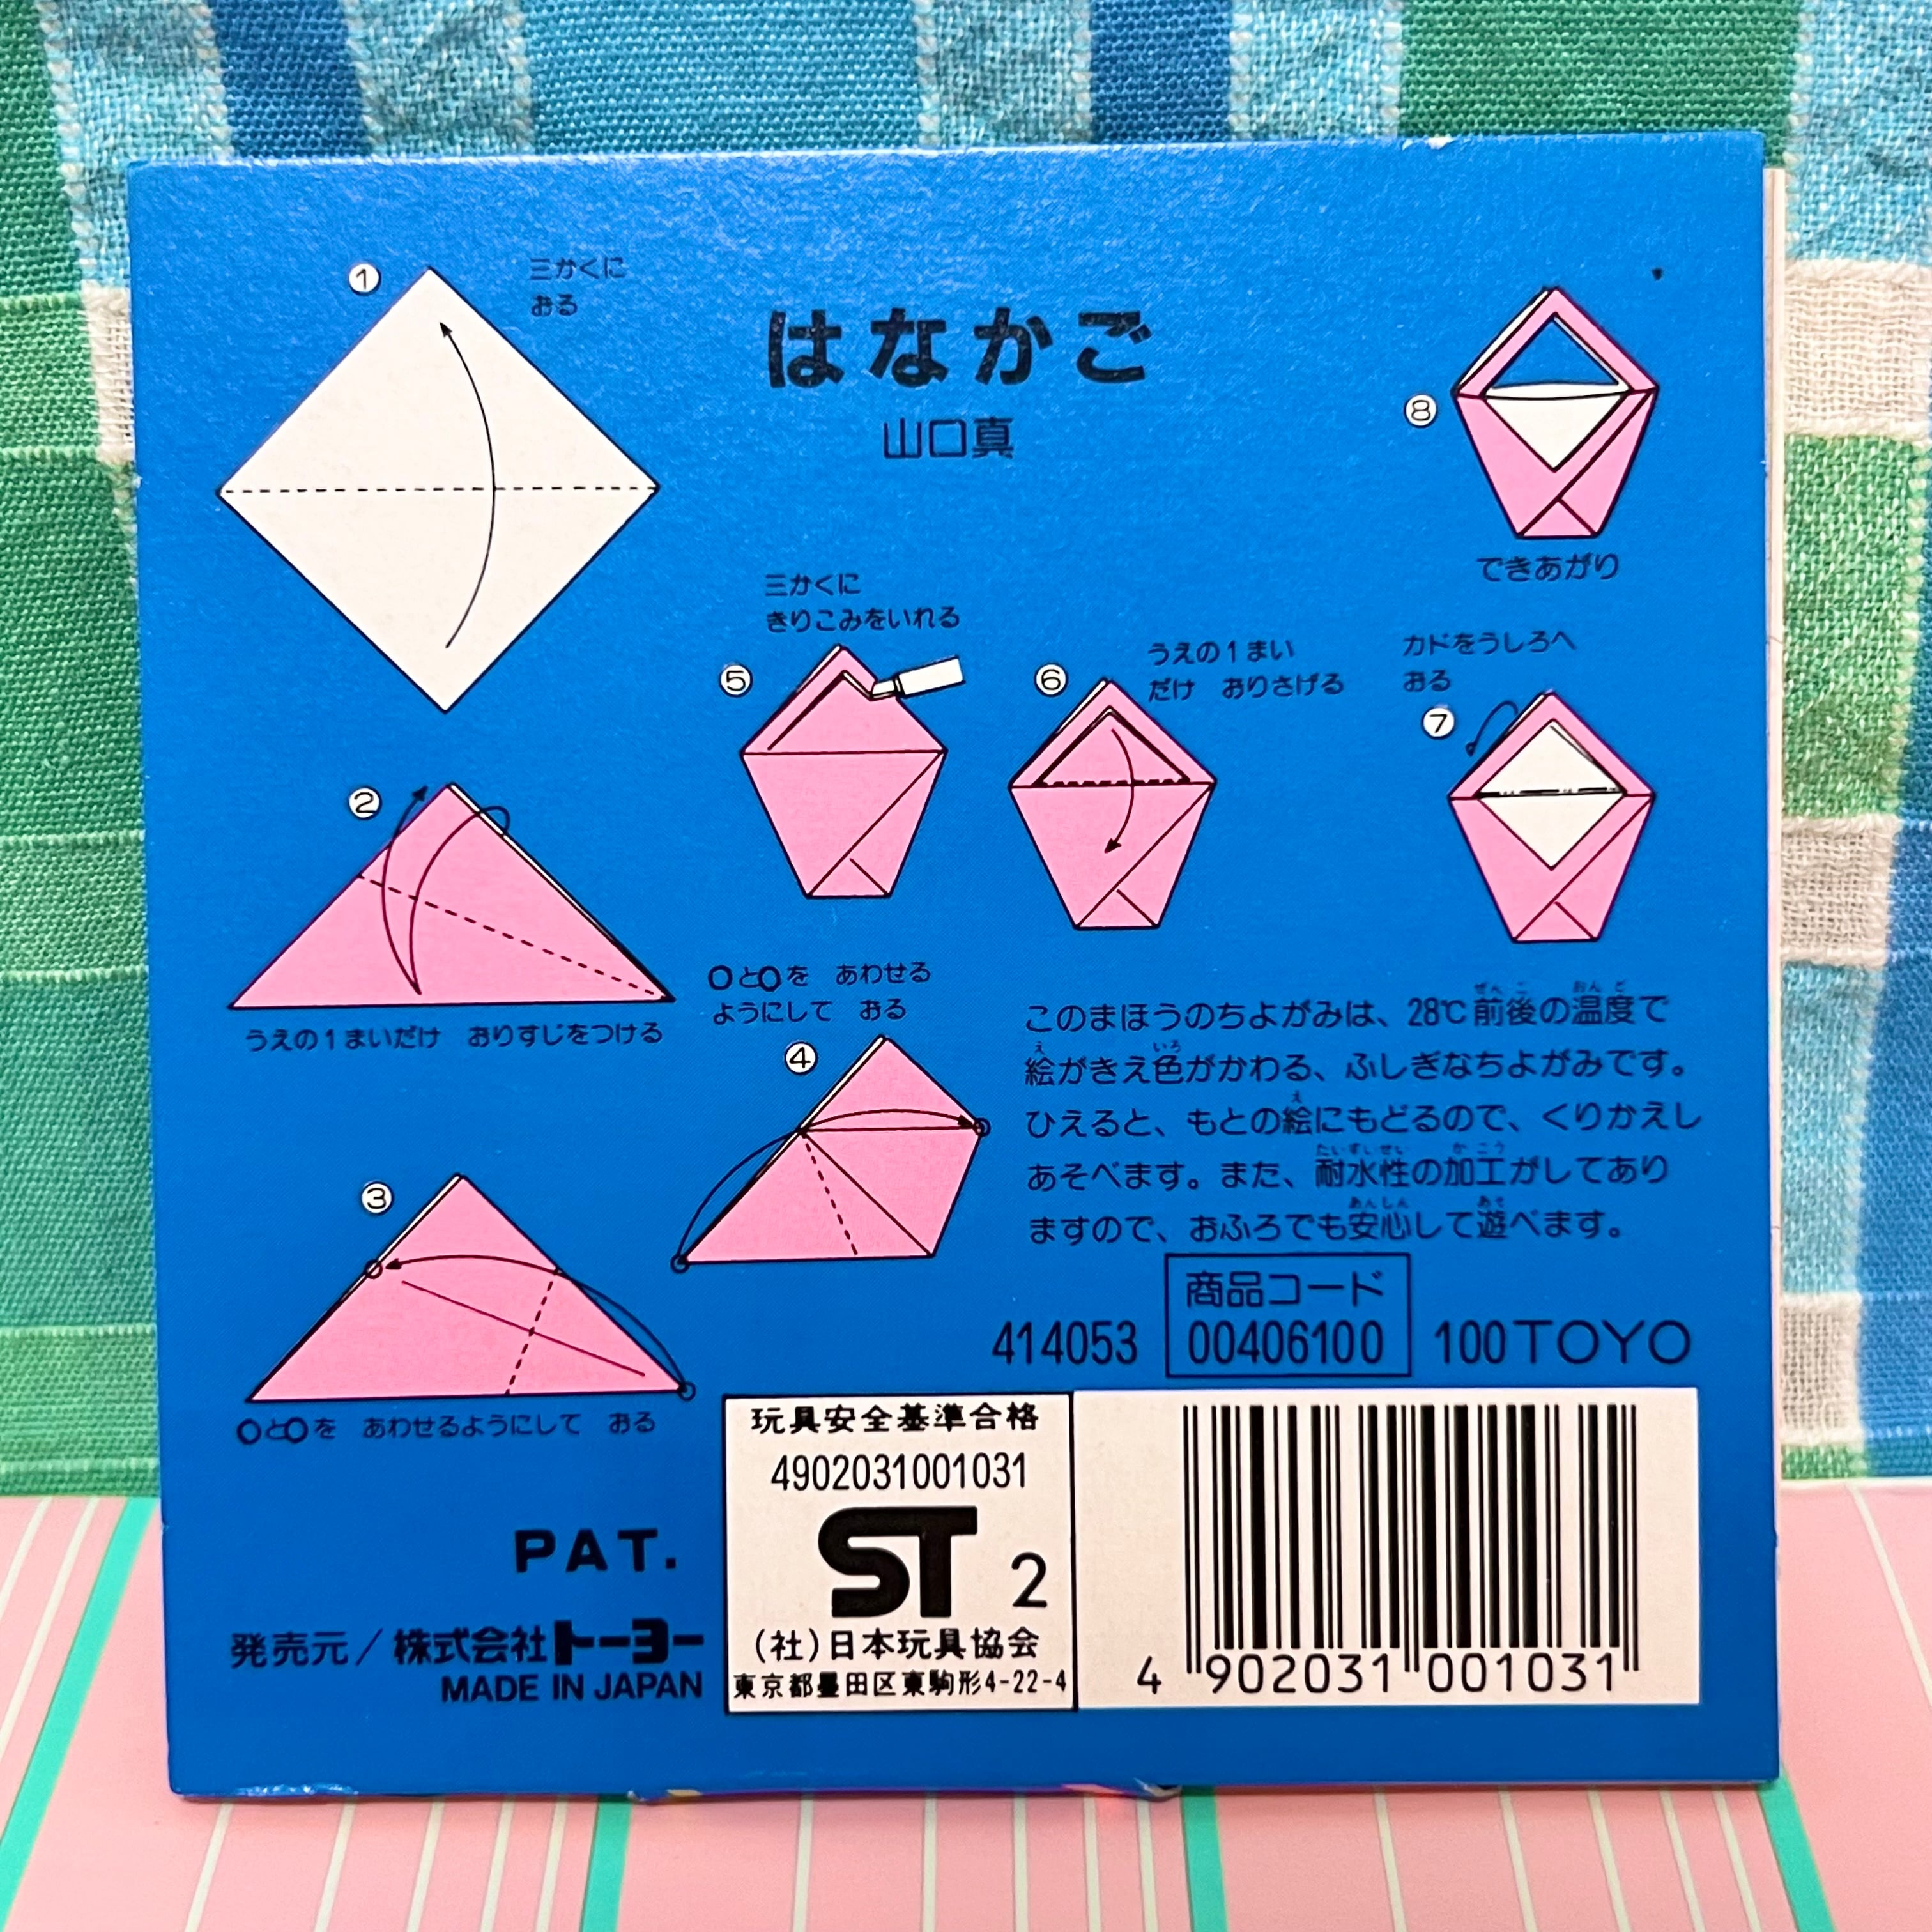 ① 三かくに
おる
はなかご
山口真
② うえの1まいだけ おりすじをつける
③ ○と○を あわせるようにして おる
④ ○と○を あわせる
ようにして おる
⑤ 三かくに
きりこみをいれる
⑥ うえの1まい
だけ おりさげる
⑦ カドをうしろへ
おる
⑧ できあがり
このまほうのちよがみは、28℃前後の温度で
絵がきえ色がかわる、ふしぎなちよがみです。
ひえると、もとの絵にもどるので、くりかえし
あそべます。また、耐水性の加工がしてあり
ますので、おふろでも安心して遊べます。
商品コード
414053 00406100 100TOYO
玩具安全基準合格
4902031001031
ST 2
(社)日本玩具協会
東京都墨田区東駒形4-22-4
4 902031 001031
PAT.
発売元/株式会社トーヨー
MADE IN JAPAN